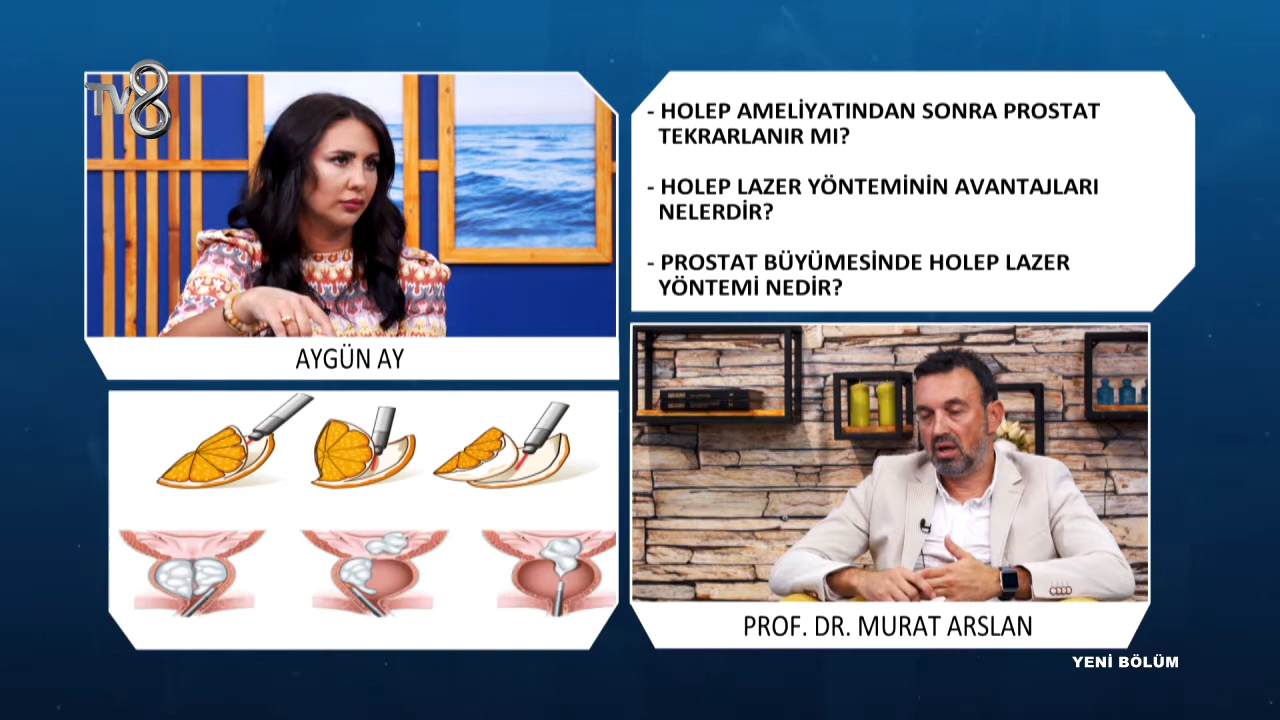 TV8
- HOLEP AMELİYATINDAN SONRA PROSTAT
TEKRARLANIR MI?
- HOLEP LAZER YÖNTEMİNİN AVANTAJLARI
NELERDİR?
- PROSTAT BÜYÜMESİNDE HOLEP LAZER
YÖNTEMİ NEDİR?
AYGÜN AY
PROF. DR. MURAT ARSLAN
YENİ BÖLÜM